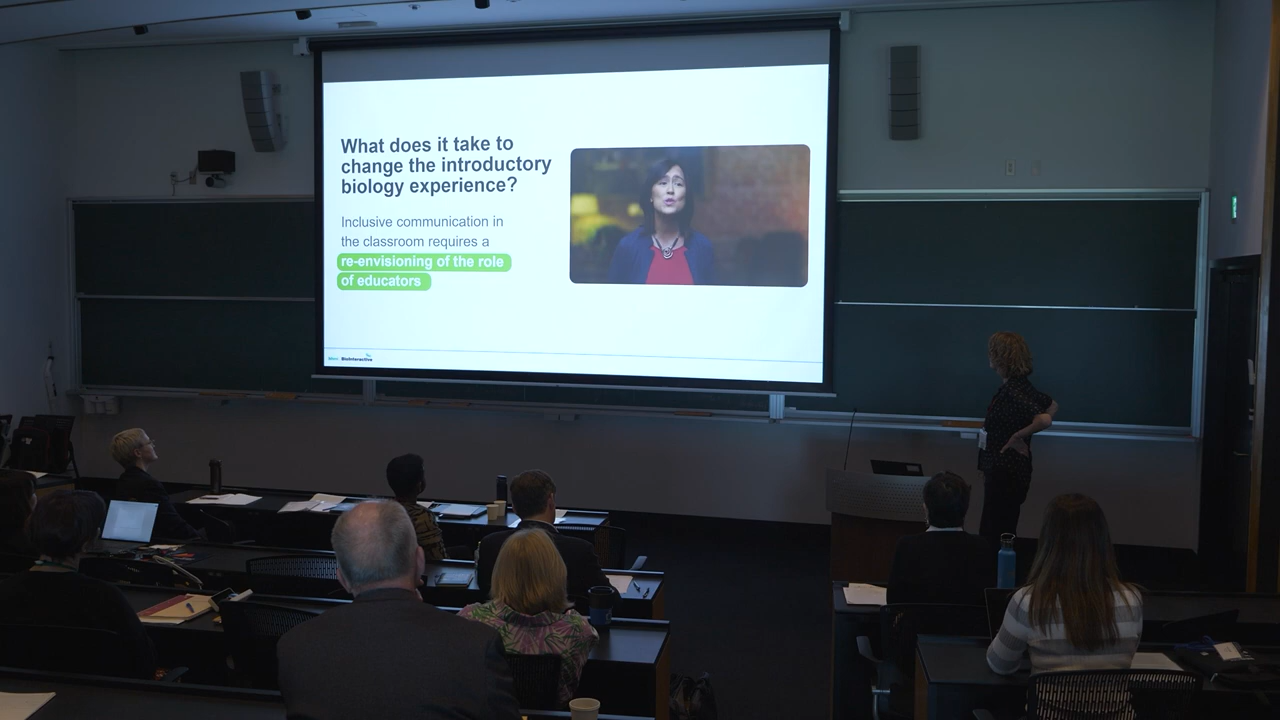 What does it take to
change the introductory
biology experience?
Inclusive communication in
the classroom requires a
re-envisioning of the role
of educators
BioInteractive